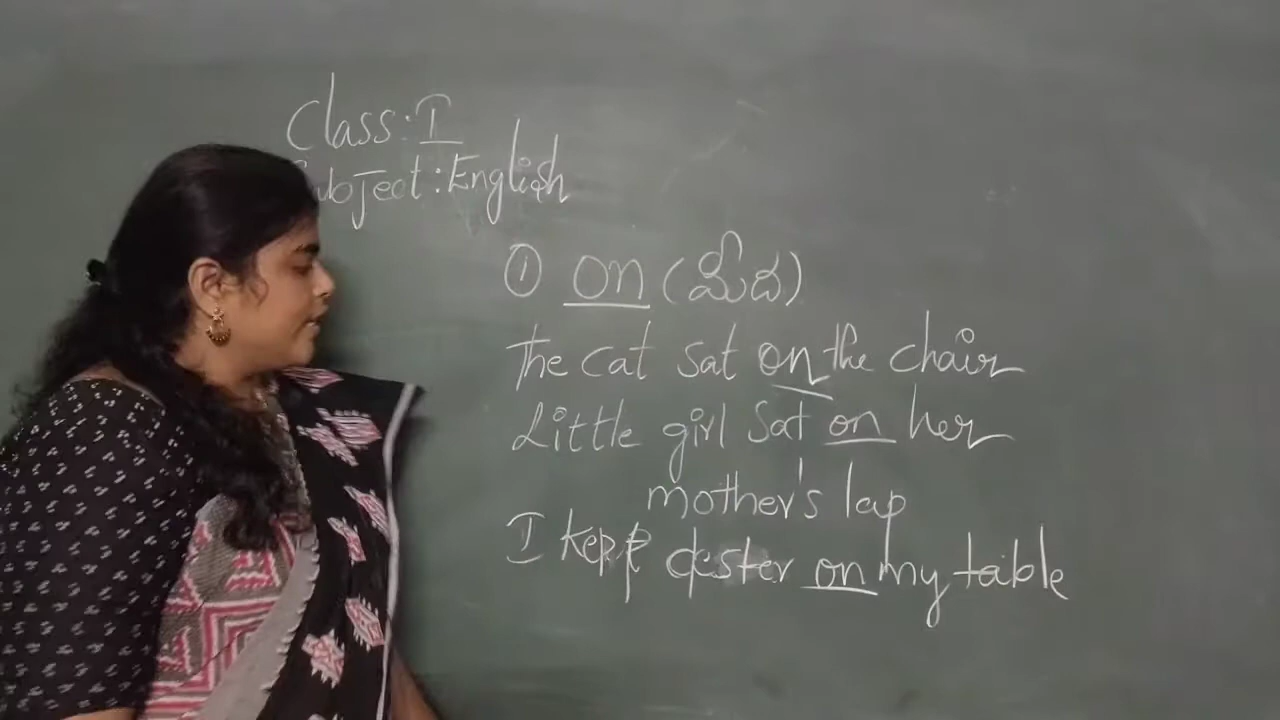 Class: I
Subject: English
① on (మీద)
The cat sat on the chair
Little girl sat on her
mother's lap
I kept duster on my table